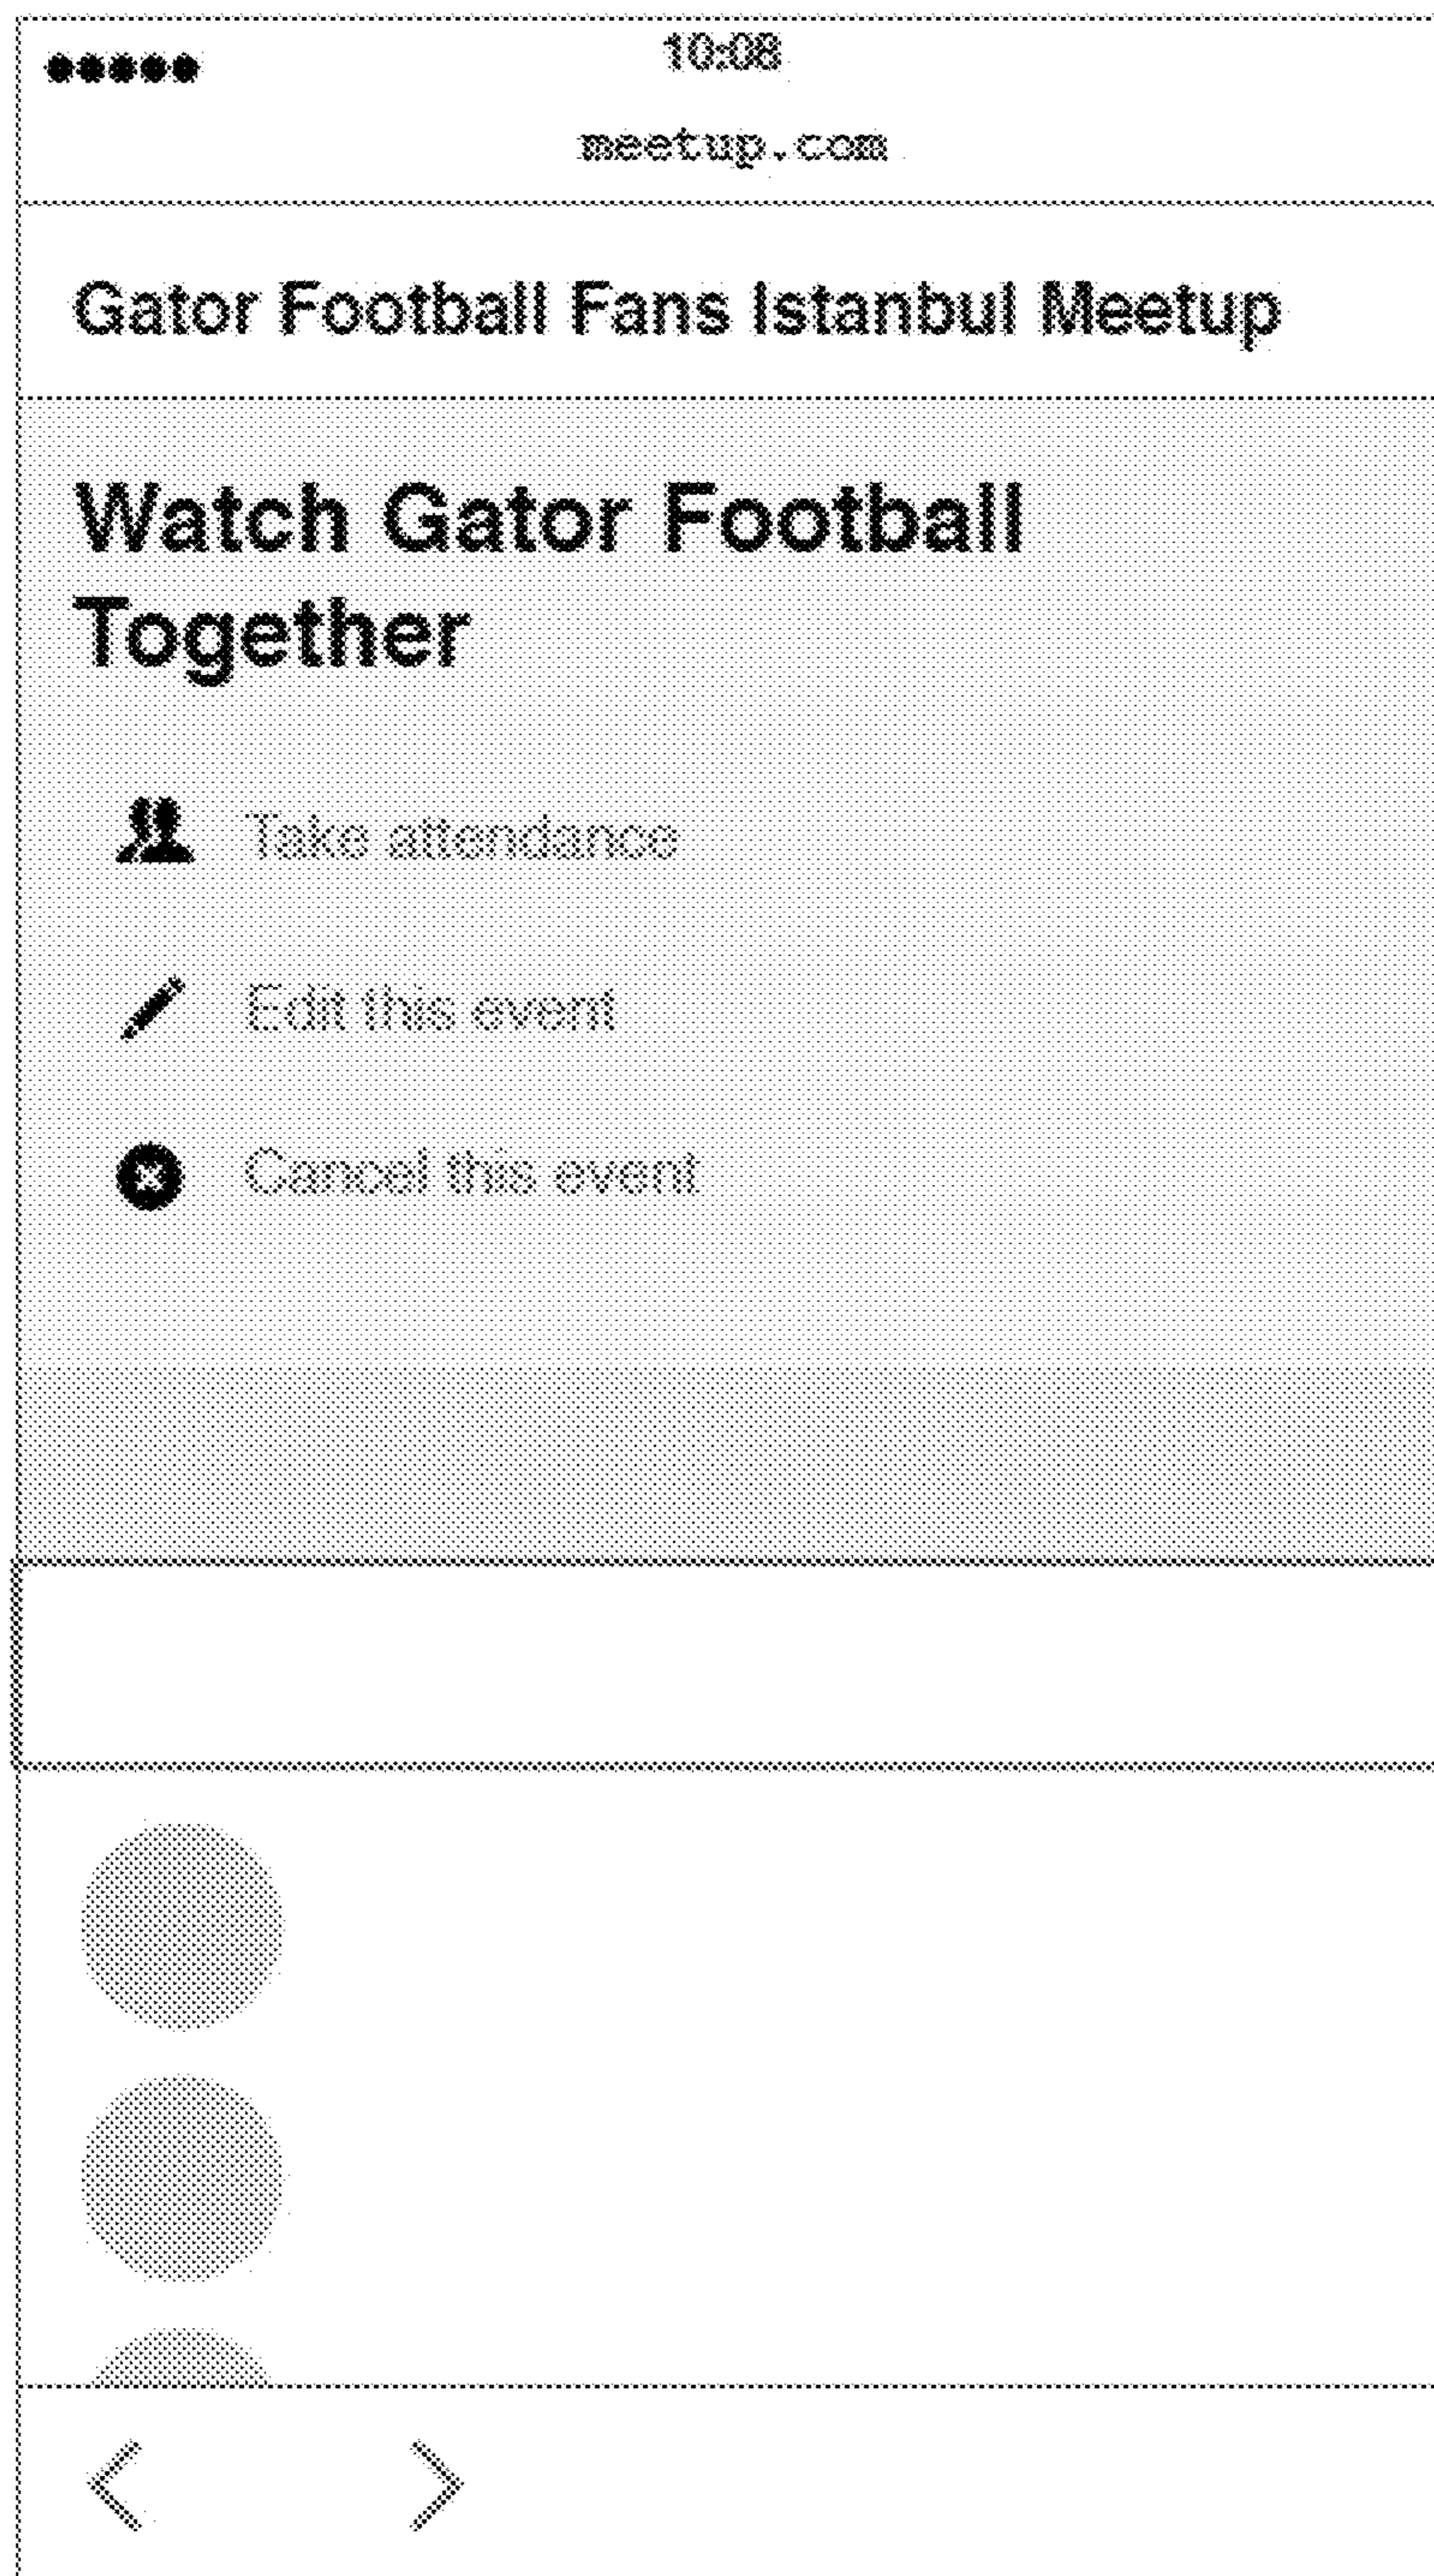 10:08
meetup.com
Gator Football Fans Istanbul Meetup
Watch Gator Football
Together
Take attendance
Edit this event
Cancel this event